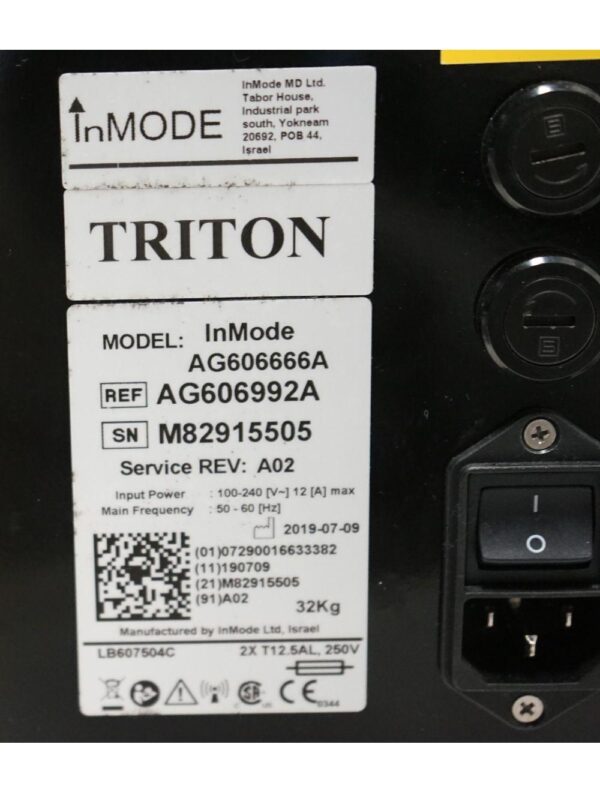 InMODE
InMode MD Ltd.
Tabor House,
Industrial park
south, Yokneam
20692, POB 44,
Israel
TRITON
MODEL: InMode
AG606666A
REF AG606992A
SN M82915505
Service REV: A02
Input Power : 100-240 [V~] 12 [A] max
Main Frequency : 50 - 60 [Hz]
2019-07-09
(01)07290016633382
(11)190709
(21)M82915505
(91)A02
32Kg
Manufactured by InMode Ltd, Israel
LB607504C 2X T12.5AL, 250V
C SA US CE 0344